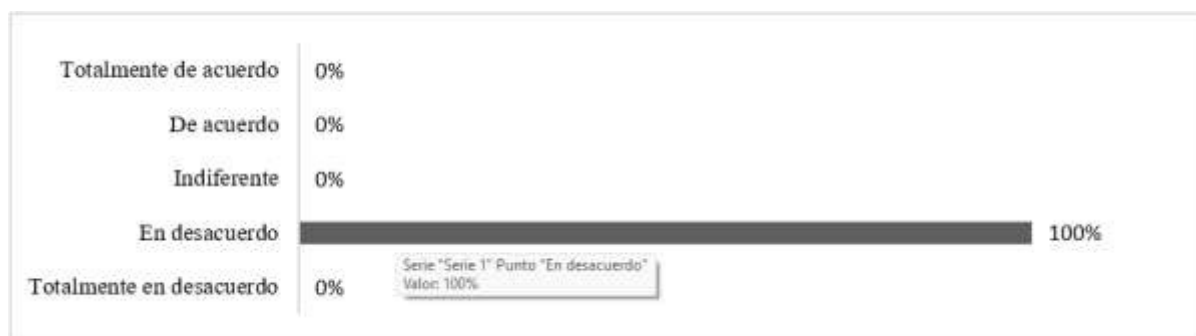 Totalmente de acuerdo 0%
De acuerdo 0%
Indiferente 0%
En desacuerdo 100%
Serie "Serie 1" Punto "En desacuerdo"
Valor: 100%
Totalmente en desacuerdo 0%